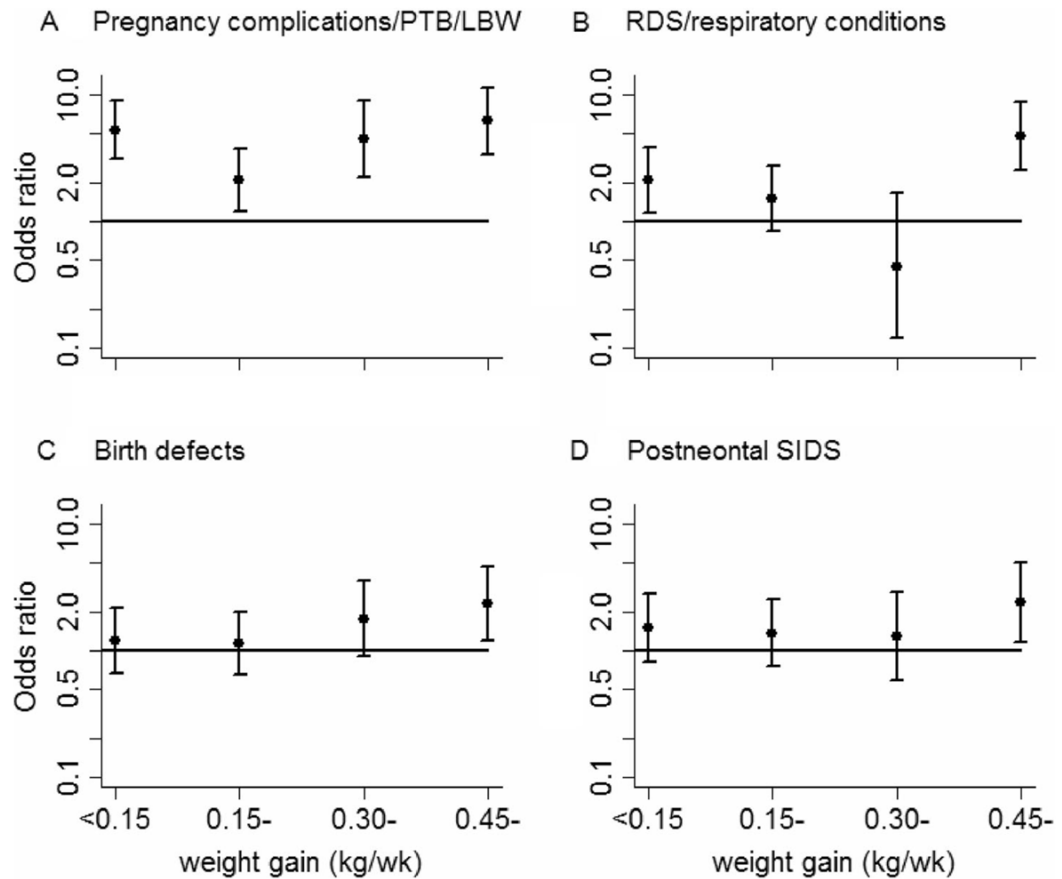 A Pregnancy complications/PTB/LBW
B RDS/respiratory conditions
Odds ratio
10.0
2.0
0.5
0.1
10.0
2.0
0.5
0.1
C Birth defects
D Postneontal SIDS
Odds ratio
10.0
2.0
0.5
0.1
10.0
2.0
0.5
0.1
<0.15 0.15- 0.30- 0.45-
<0.15 0.15- 0.30- 0.45-
weight gain (kg/wk)
weight gain (kg/wk)